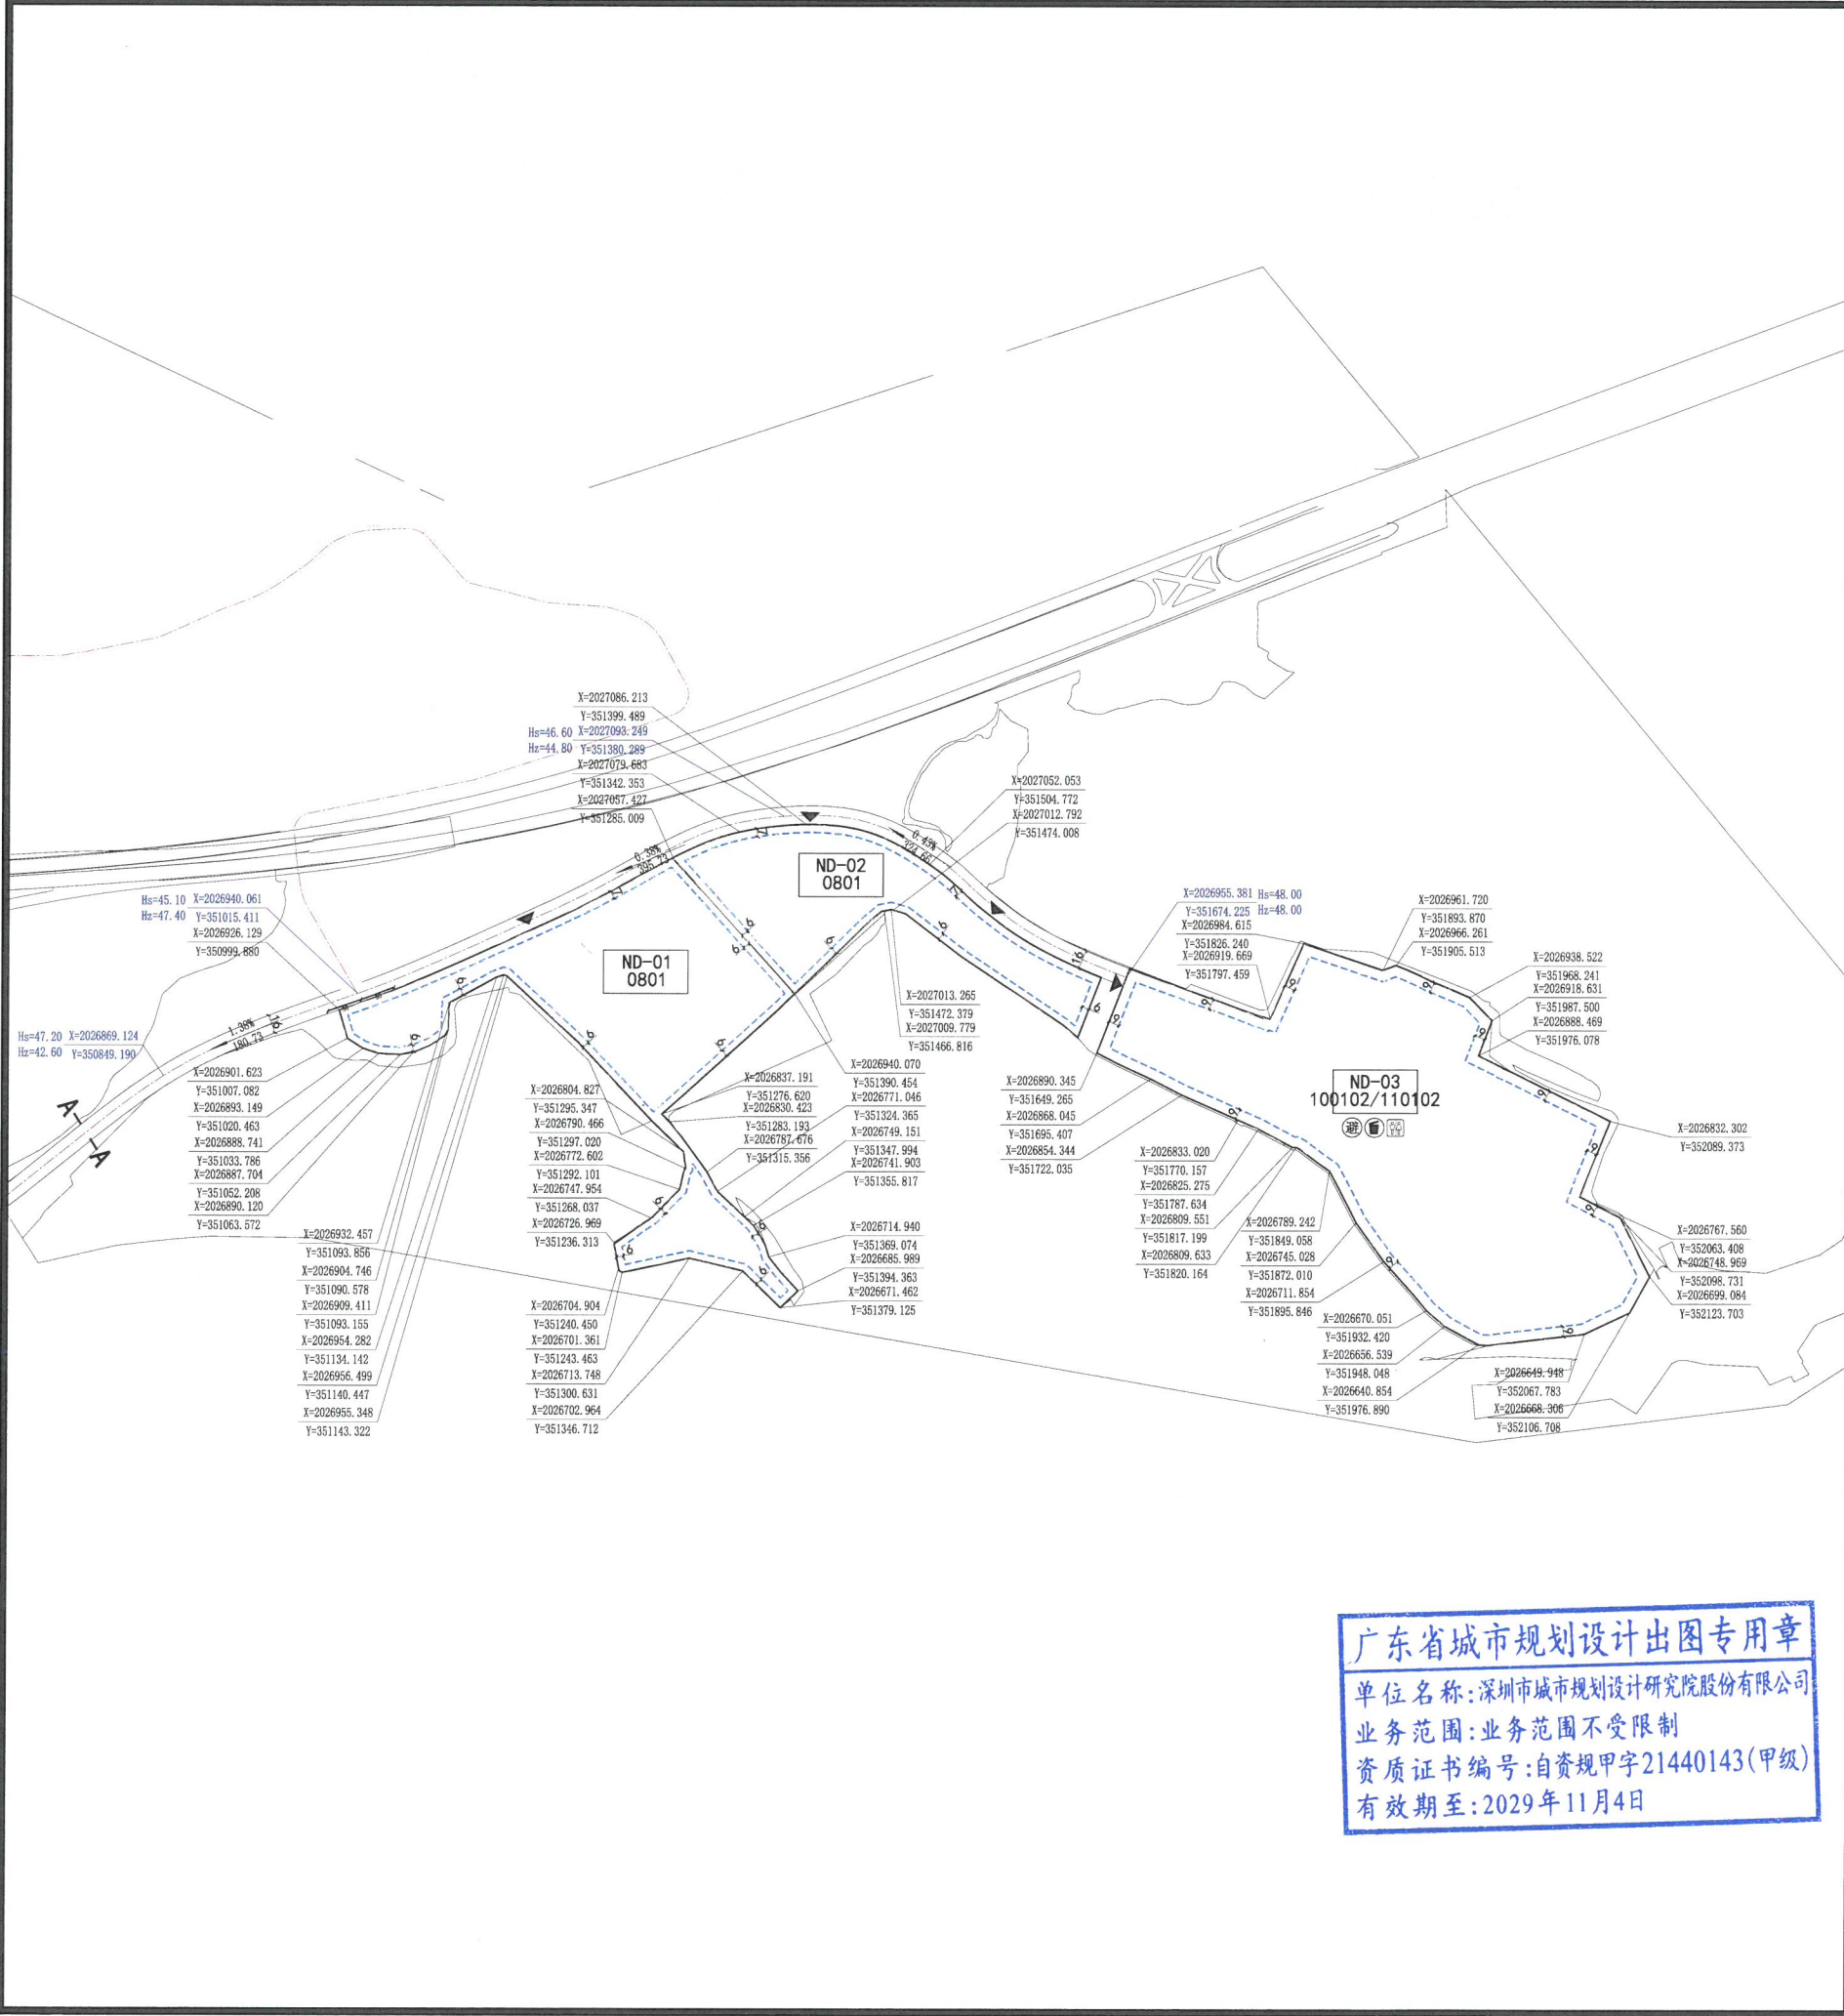 X=2027086.213
Y=351399.489
Hs=46.60 X=2027093.249
Hz=44.80 Y=351380.289
X=2027079.683
Y=351342.353
X=2027057.427
Y=351285.009
X=2027052.053
Y=351504.772
X=2027012.792
Y=351474.008
0.38%
395.73
0.43%
324.66
ND-02
0801
ND-01
0801
Hs=45.10 X=2026940.061
Hz=47.40 Y=351015.411
X=2026926.129
Y=350999.880
X=2026955.381 Hs=48.00
Y=351674.225 Hz=48.00
X=2026984.615
Y=351826.240
X=2026919.669
Y=351797.459
X=2026961.720
Y=351893.870
X=2026966.261
Y=351905.513
X=2026938.522
Y=351968.241
X=2026918.631
Y=351987.500
X=2026888.469
Y=351976.078
X=2027013.265
Y=351472.379
X=2027009.779
Y=351466.816
1.38%
180.73
16
Hs=47.20 X=2026869.124
Hz=42.60 Y=350849.190
A
A
X=2026901.623
Y=351007.082
X=2026893.149
Y=351020.463
X=2026888.741
Y=351033.786
X=2026887.704
Y=351052.208
X=2026890.120
Y=351063.572
X=2026804.827
Y=351295.347
X=2026790.466
Y=351297.020
X=2026772.602
Y=351292.101
X=2026747.954
Y=351268.037
X=2026726.969
Y=351236.313
X=2026837.191
Y=351276.620
X=2026830.423
Y=351283.193
X=2026787.676
Y=351315.356
X=2026940.070
Y=351390.454
X=2026771.046
Y=351324.365
X=2026749.151
Y=351347.994
X=2026741.903
Y=351355.817
X=2026890.345
Y=351649.265
X=2026868.045
Y=351695.407
X=2026854.344
Y=351722.035
ND-03
100102/110102
避
X=2026832.302
Y=352089.373
X=2026833.020
Y=351770.157
X=2026825.275
Y=351787.634
X=2026809.551
Y=351817.199
X=2026809.633
Y=351820.164
X=2026789.242
Y=351849.058
X=2026745.028
Y=351872.010
X=2026711.854
Y=351895.846
X=2026767.560
Y=352063.408
X=2026748.969
Y=352098.731
X=2026699.084
Y=352123.703
X=2026932.457
Y=351093.856
X=2026904.746
Y=351090.578
X=2026909.411
Y=351093.155
X=2026954.282
Y=351134.142
X=2026956.499
Y=351140.447
X=2026955.348
Y=351143.322
X=2026704.904
Y=351240.450
X=2026701.361
Y=351243.463
X=2026713.748
Y=351300.631
X=2026702.964
Y=351346.712
X=2026714.940
Y=351369.074
X=2026685.989
Y=351394.363
X=2026671.462
Y=351379.125
X=2026670.051
Y=351932.420
X=2026656.539
Y=351948.048
X=2026640.854
Y=351976.890
X=2026649.948
Y=352067.783
X=2026668.306
Y=352106.708
广东省城市规划设计出图专用章
单位名称:深圳市城市规划设计研究院股份有限公司
业务范围:业务范围不受限制
资质证书编号:自资规甲字21440143(甲级)
有效期至:2029年11月4日